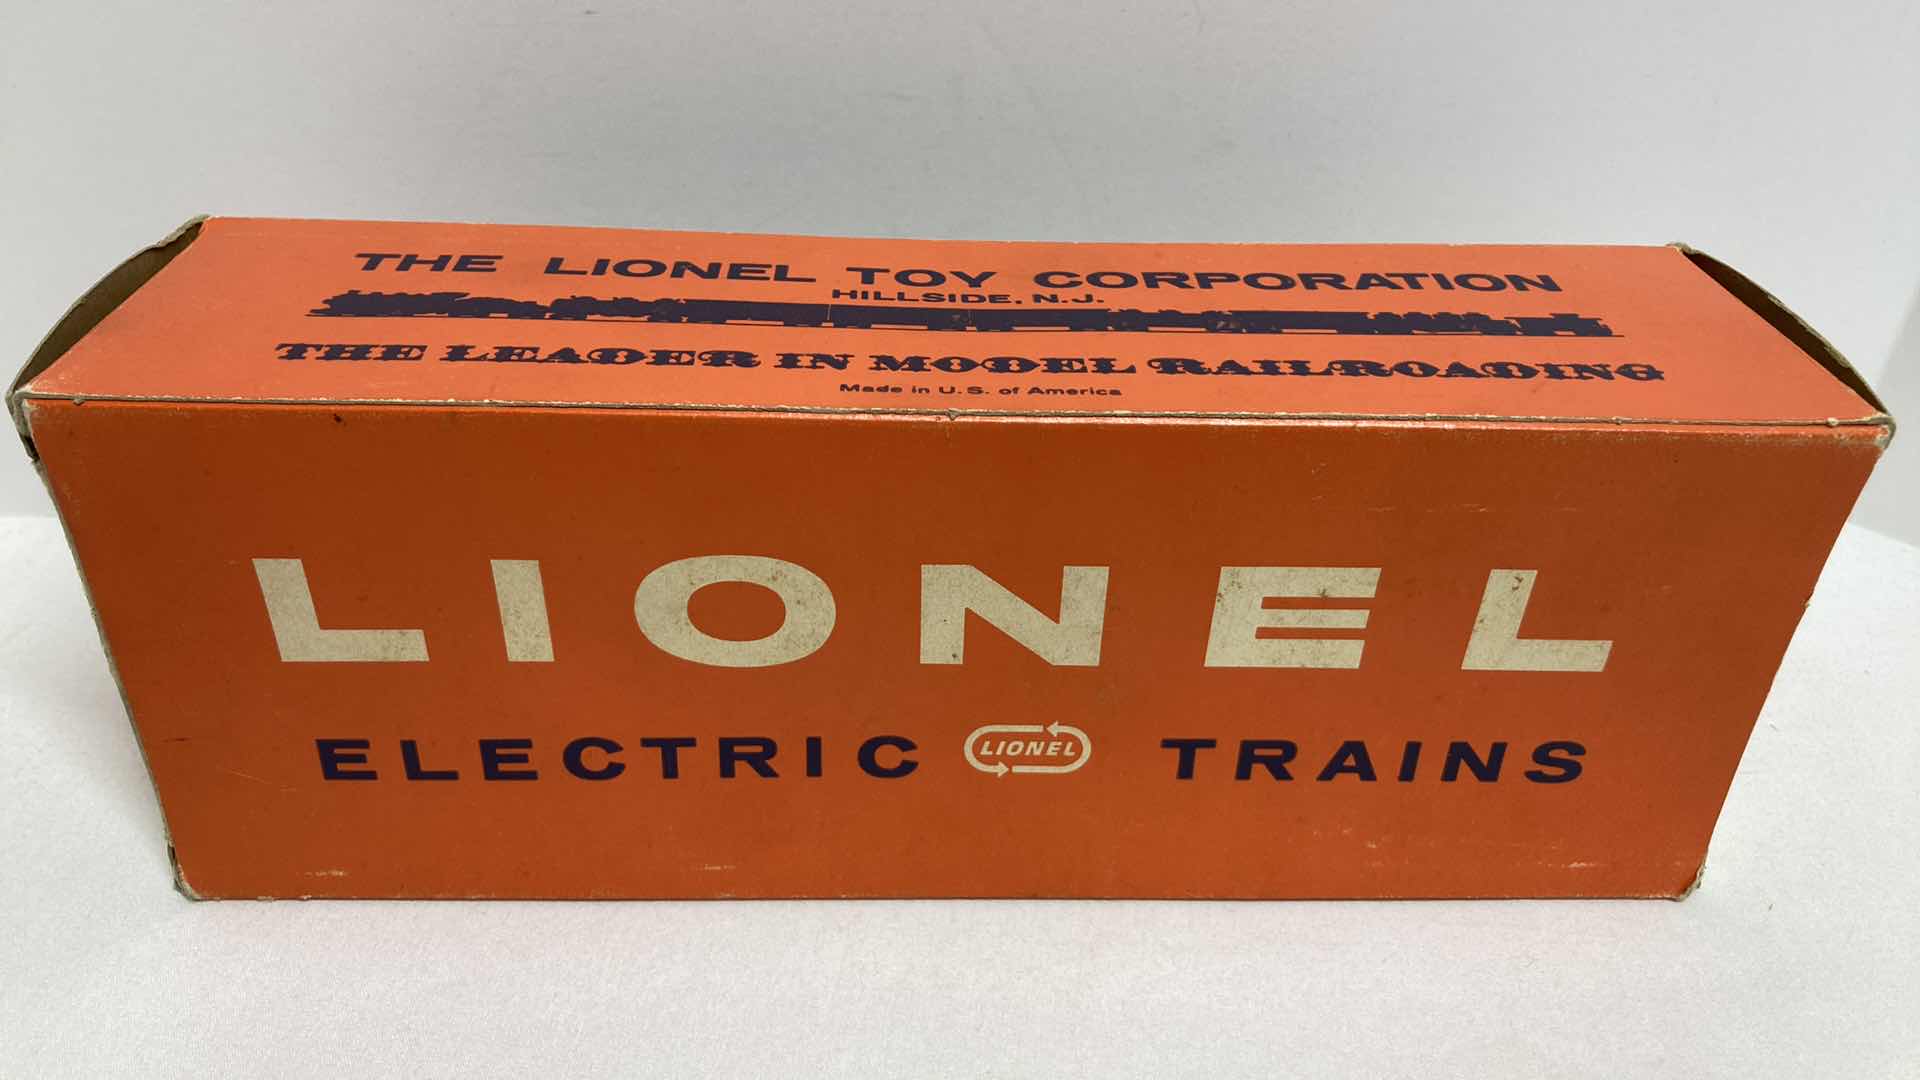 THE LIONEL TOY CORPORATION
HILLSIDE, N.J.
THE LEADER IN MODEL RAILROADING
Made in U.S. of America
LIONEL
ELECTRIC LIONEL TRAINS